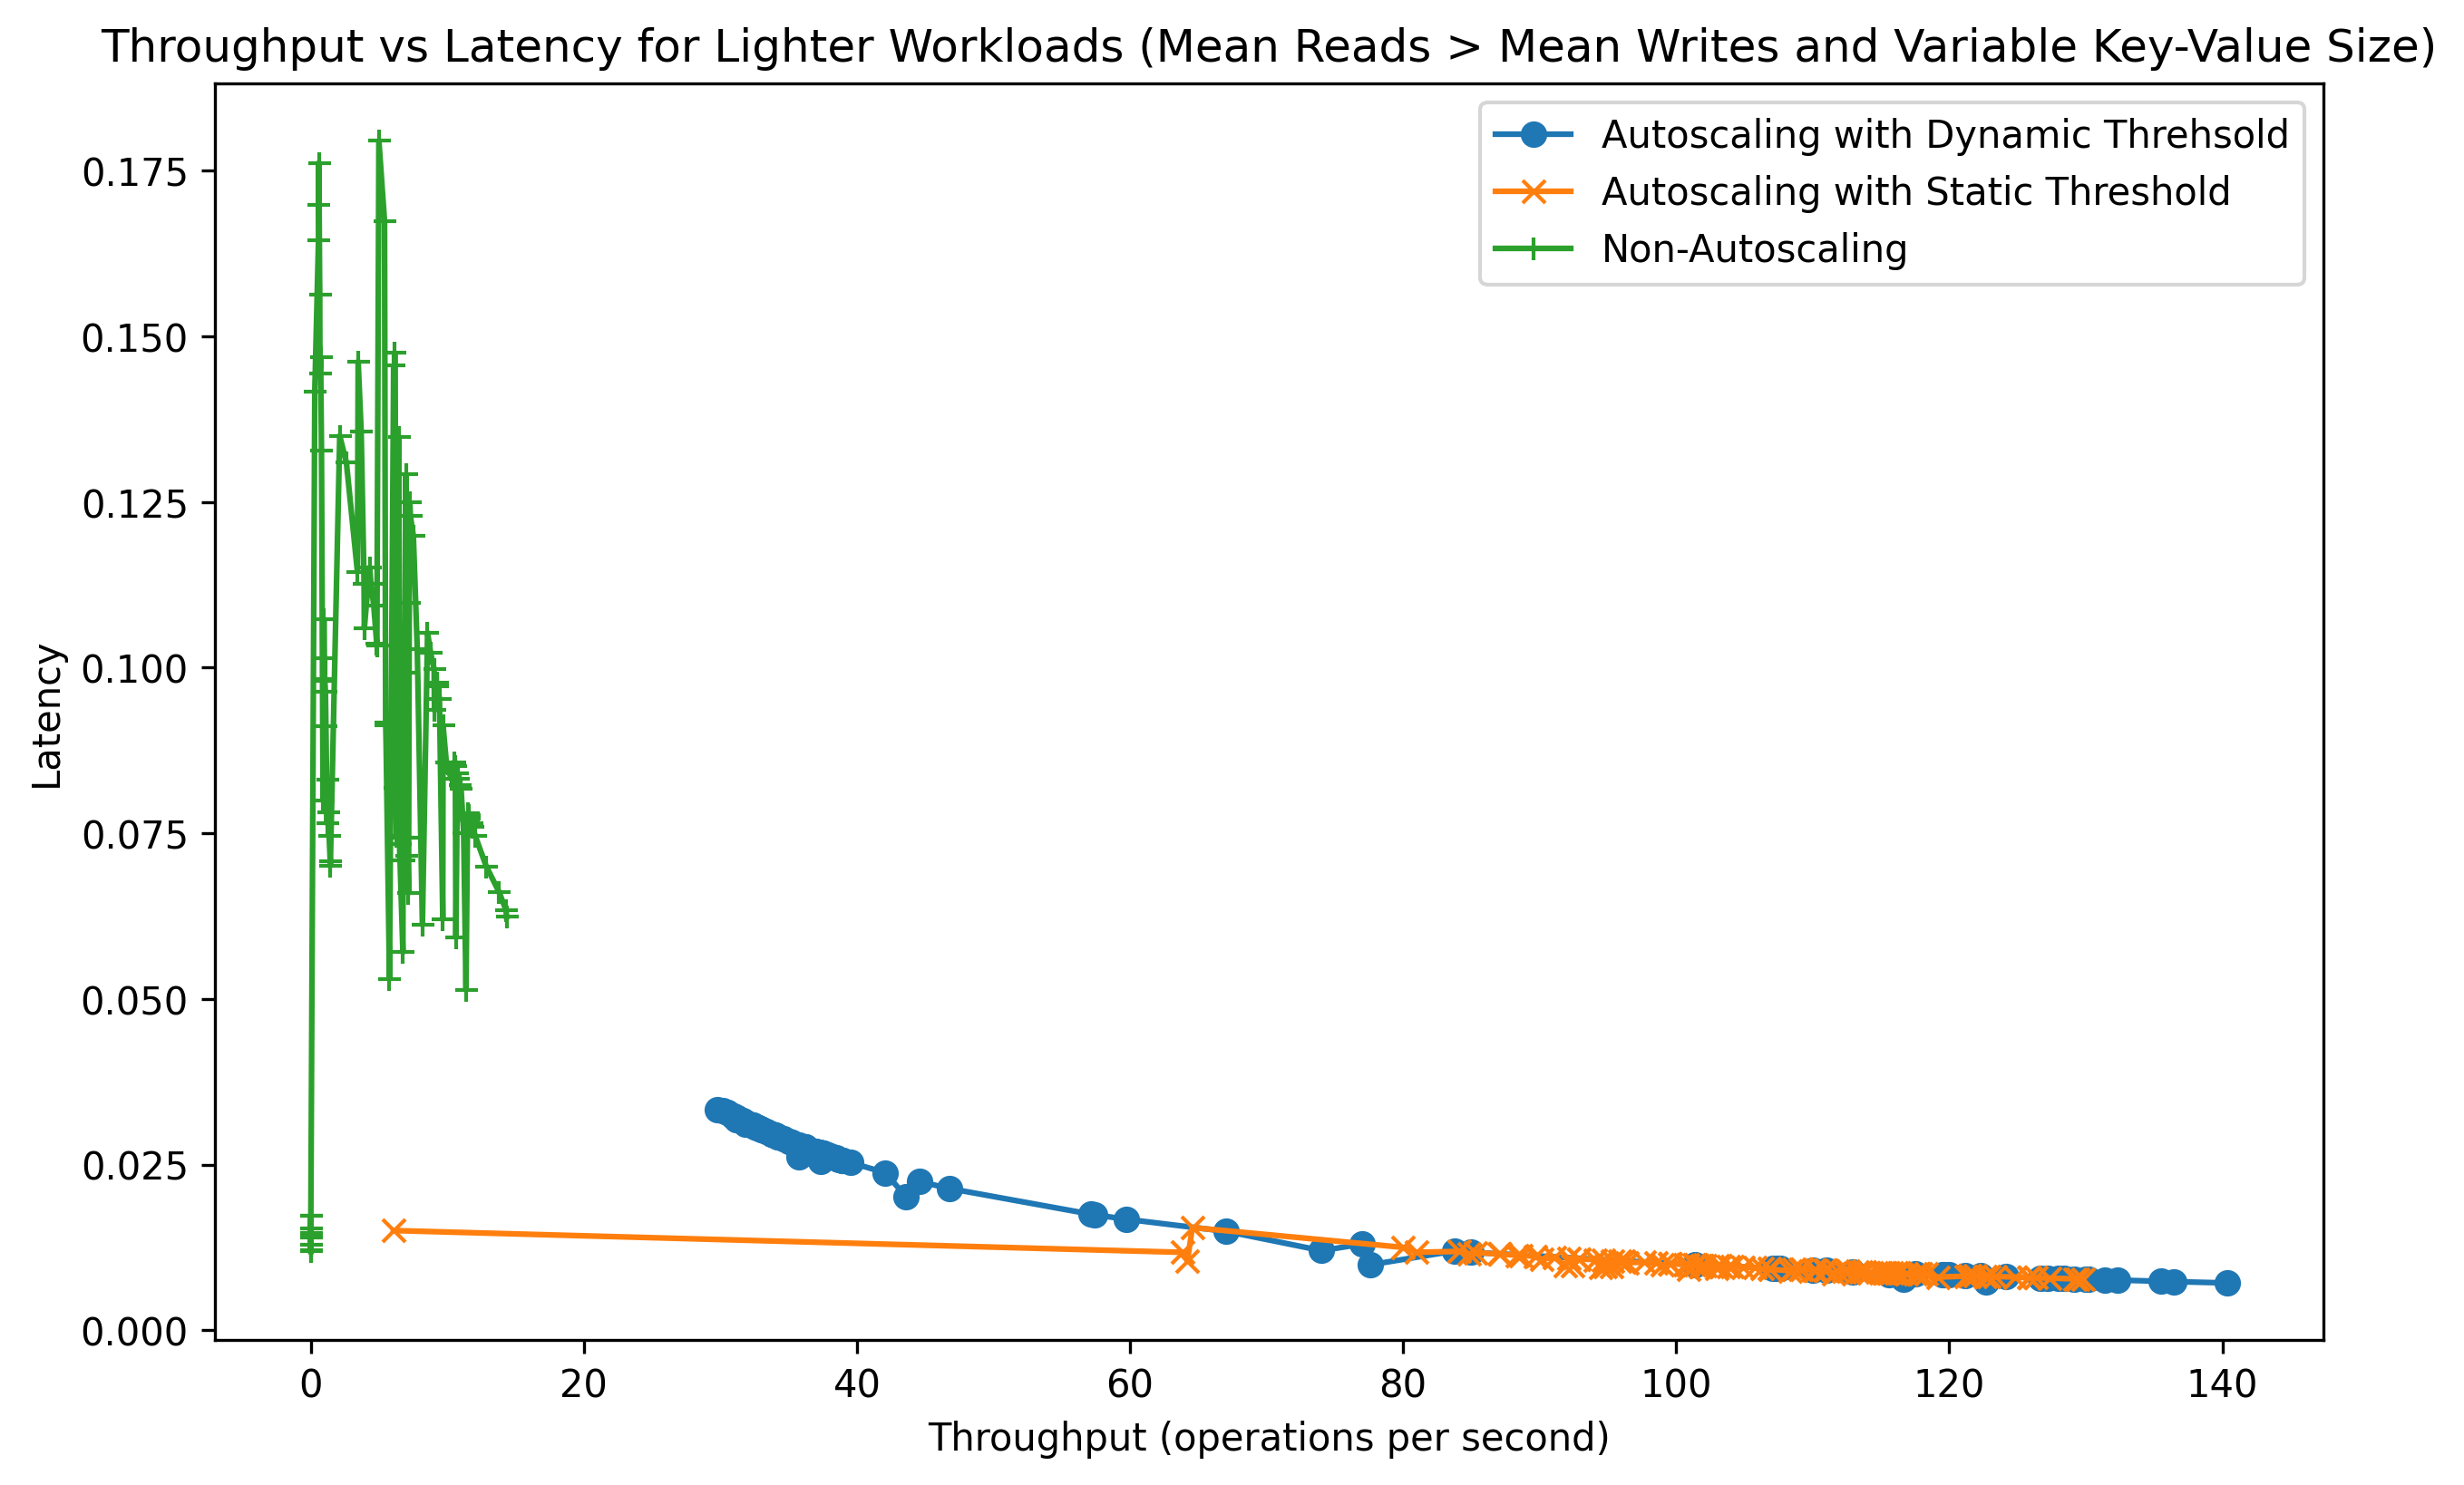 Throughput vs Latency for Lighter Workloads (Mean Reads > Mean Writes and Variable Key-Value Size)
Autoscaling with Dynamic Threhsold
Autoscaling with Static Threshold
Non-Autoscaling
Latency
0.175
0.150
0.125
0.100
0.075
0.050
0.025
0.000
0 20 40 60 80 100 120 140
Throughput (operations per second)